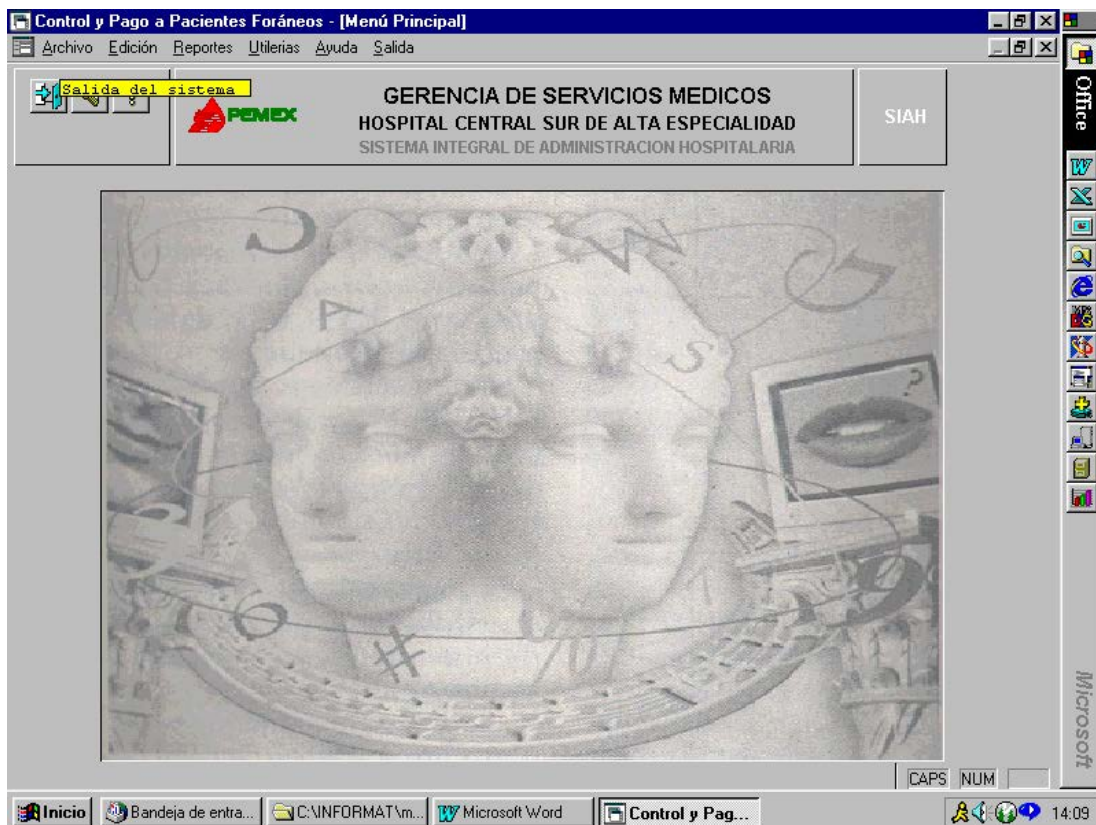 Control y Pago a Pacientes Foráneos - [Menú Principal]
Archivo Edición Reportes Utilerias Ayuda Salida
Salida del sistema
PEMEX
GERENCIA DE SERVICIOS MEDICOS
HOSPITAL CENTRAL SUR DE ALTA ESPECIALIDAD
SISTEMA INTEGRAL DE ADMINISTRACION HOSPITALARIA
SIAH
Office
C
W
G
A
S
?
6
#
%
9
Microsoft
CAPS NUM
Inicio
Bandeja de entra...
C:\INFORMAT\m...
Microsoft Word
Control y Pag...
14:09